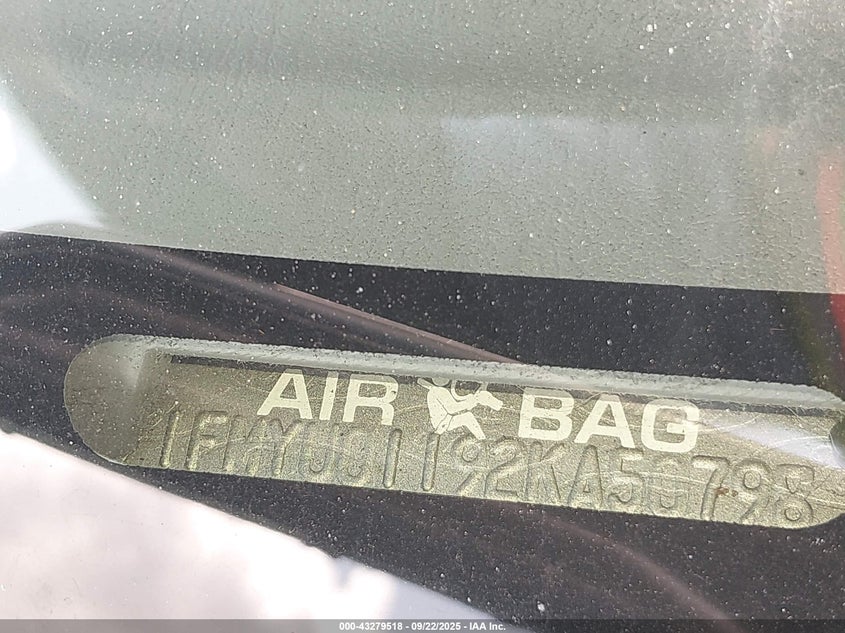 AIR BAG
1FMYU01192KA50798
000-43279518 - 09/22/2025 - IAA Inc.